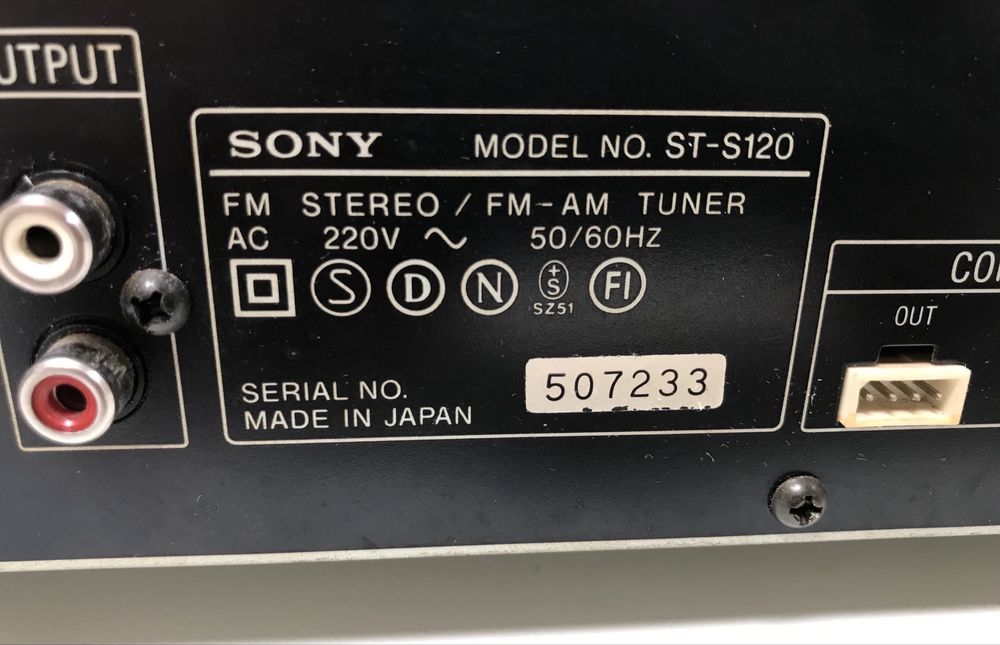 UTPUT
SONY MODEL NO. ST-S120
FM STEREO / FM-AM TUNER
AC 220V ~ 50/60HZ
S D N +S FI
SZ51
SERIAL NO. 507233
MADE IN JAPAN
CO
OUT